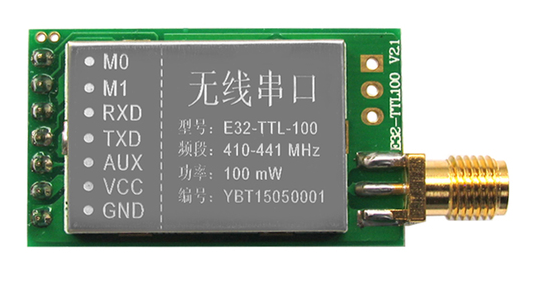 M0
M1
RXD
TXD
AUX
VCC
GND
无线串口
型号: E32-TTL-100
频段: 410-441 MHz
功率: 100 mW
编号: YBT15050001
E32-TTL100 V2.1